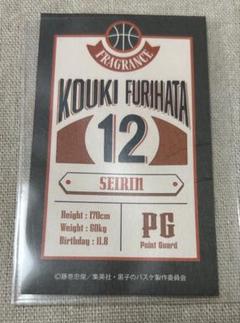 FRAGRANCE
KOUKI FURIHATA
12
SEIRIN
Height : 170cm
Weight : 60kg
Birthday : 11.8
PG
Point Guard
©藤巻忠俊／集英社・黒子のバスケ製作委員会